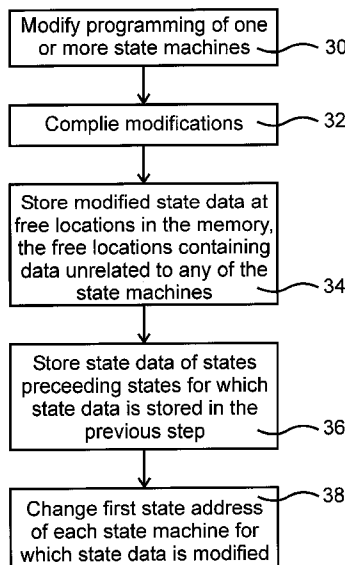 Modify programming of one
or more state machines
30
Complie modifications
32
Store modified state data at
free locations in the memory,
the free locations containing
data unrelated to any of the
state machines
34
Store state data of states
preceeding states for which
state data is stored in the
previous step
36
Change first state address
of each state machine for
which state data is modified
38